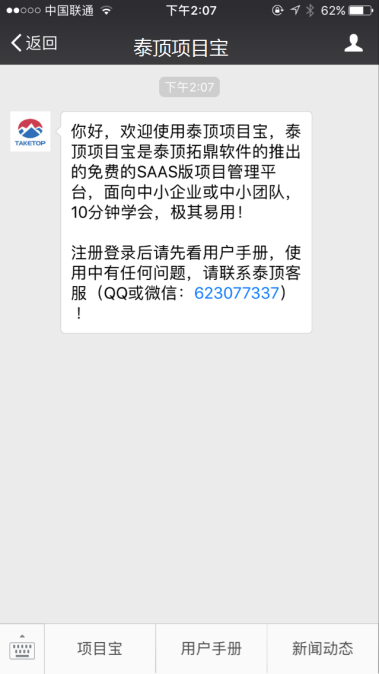 中国联通 下午2:07 62%
返回 泰顶项目宝
下午2:07
TAKETOP
你好，欢迎使用泰顶项目宝，泰
顶项目宝是泰顶拓鼎软件的推出
的免费的SAAS版项目管理平
台，面向中小企业或中小团队，
10分钟学会，极其易用！
注册登录后请先看用户手册，使
用中有任何问题，请联系泰顶客
服（QQ或微信：623077337）
！
项目宝 用户手册 新闻动态